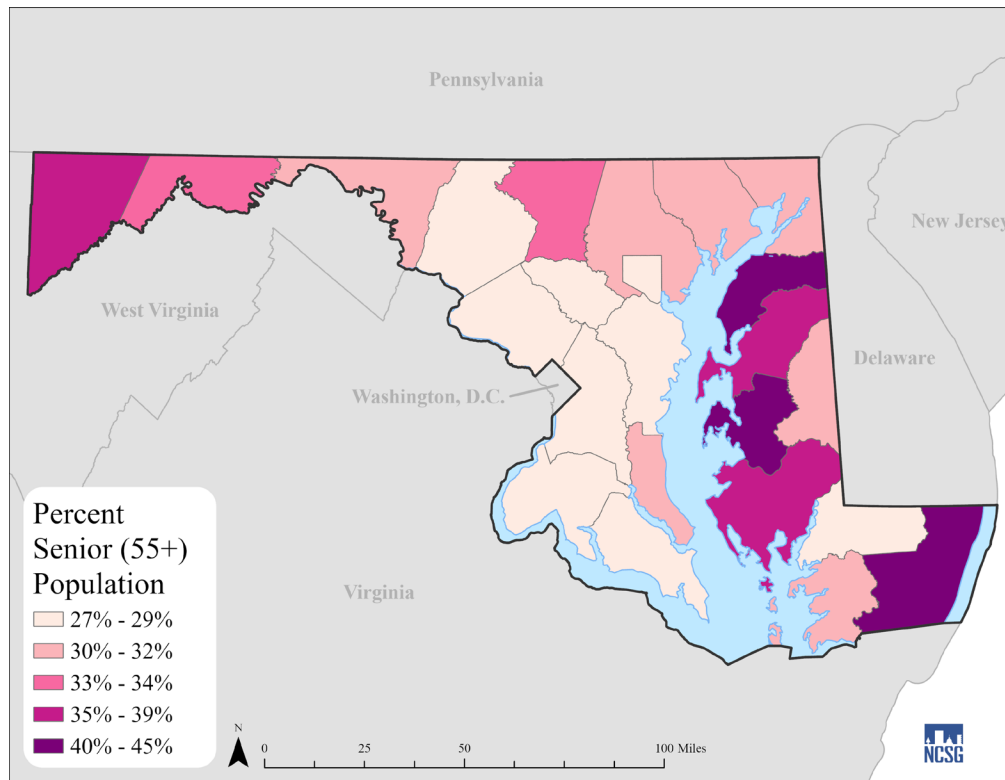 Pennsylvania
New Jersey
West Virginia
Delaware
Washington, D.C.
Virginia
Percent
Senior (55+)
Population
27% - 29%
30% - 32%
33% - 34%
35% - 39%
40% - 45%
N
0 25 50 100 Miles
NCSG